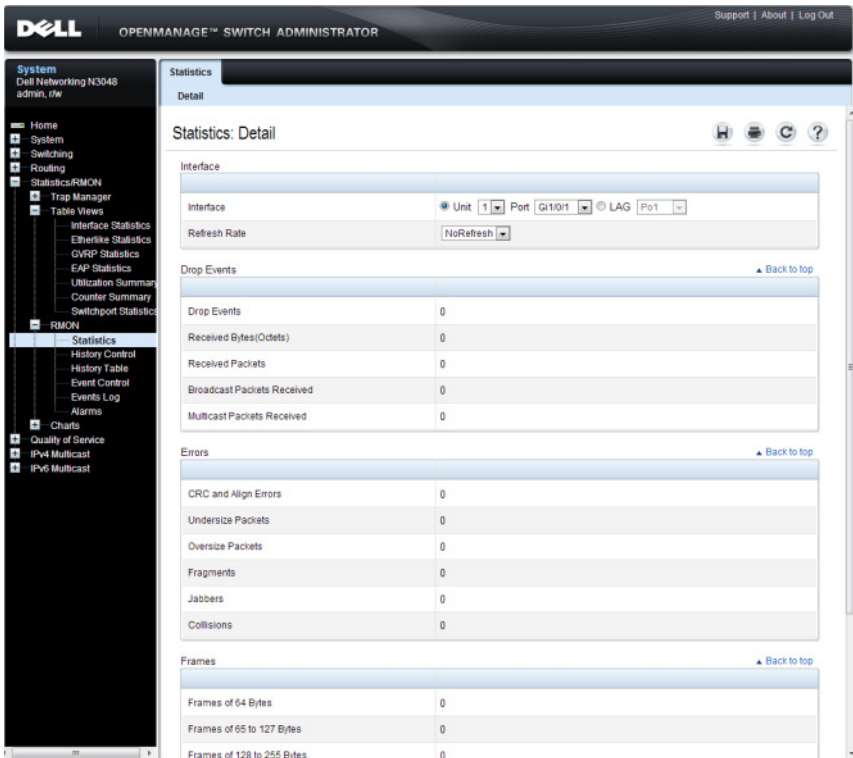 Support | About | Log Out
DELL
OPENMANAGE™ SWITCH ADMINISTRATOR
System
Dell Networking N3048
admin, r/w
Home
System
Switching
Routing
Statistics/RMON
Trap Manager
Table Views
Interface Statistics
Etherlike Statistics
GVRP Statistics
EAP Statistics
Utilization Summary
Counter Summary
Switchport Statistics
RMON
Statistics
History Control
History Table
Event Control
Events Log
Alarms
Charts
Quality of Service
IPv4 Multicast
IPv6 Multicast
Statistics
Detail
Statistics: Detail
Interface
Interface Unit 1 Port Gi1/0/1 LAG Po1
Refresh Rate NoRefresh
Drop Events Back to top
Drop Events 0
Received Bytes(Octets) 0
Received Packets 0
Broadcast Packets Received 0
Multicast Packets Received 0
Errors Back to top
CRC and Align Errors 0
Undersize Packets 0
Oversize Packets 0
Fragments 0
Jabbers 0
Collisions 0
Frames Back to top
Frames of 64 Bytes 0
Frames of 65 to 127 Bytes 0
Frames of 128 to 255 Bytes 0